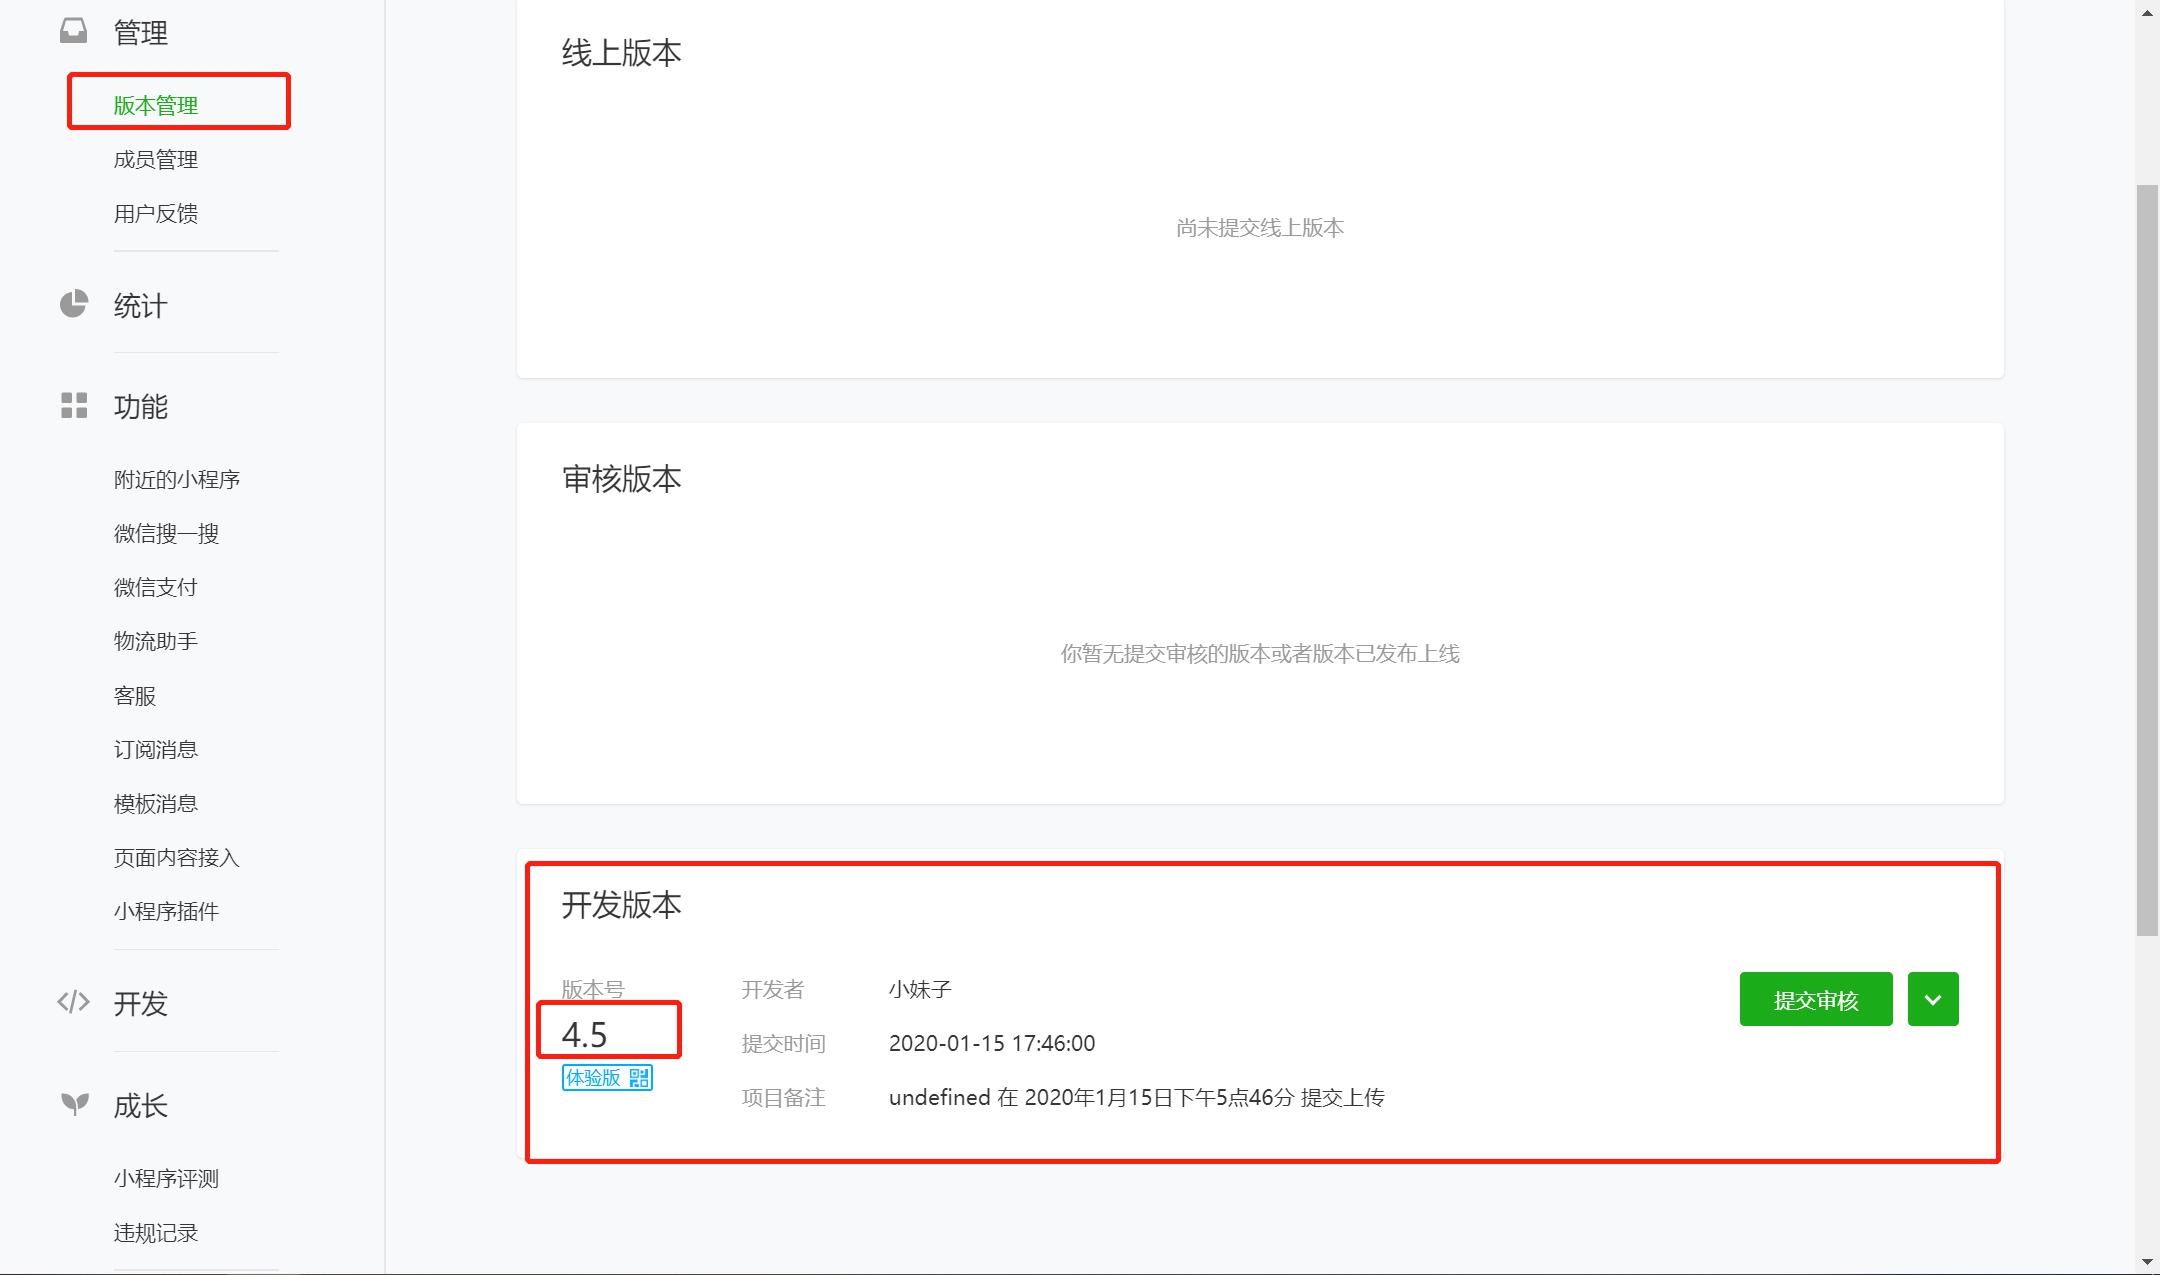 管理
版本管理
成员管理
用户反馈
统计
功能
附近的小程序
微信搜一搜
微信支付
物流助手
客服
订阅消息
模板消息
页面内容接入
小程序插件
开发
成长
小程序评测
违规记录
线上版本
尚未提交线上版本
审核版本
你暂无提交审核的版本或者版本已发布上线
开发版本
版本号
4.5
体验版
开发者 小妹子
提交时间 2020-01-15 17:46:00
项目备注 undefined 在 2020年1月15日下午5点46分 提交上传
提交审核